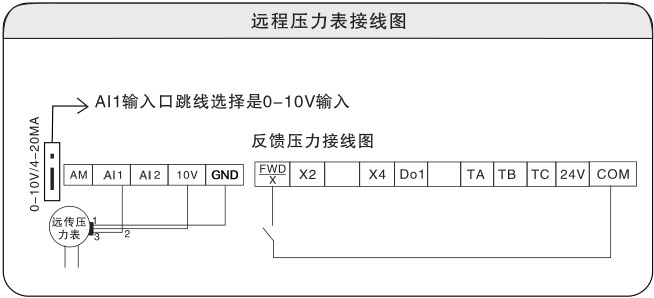 远程压力表接线图
AI1输入口跳线选择是0-10V输入
0-10V/4-20MA
反馈压力接线图
AM AI1 AI2 10V GND
FWD
X X2 X4 Do1 TA TB TC 24V COM
远传压
力表
1
2
3